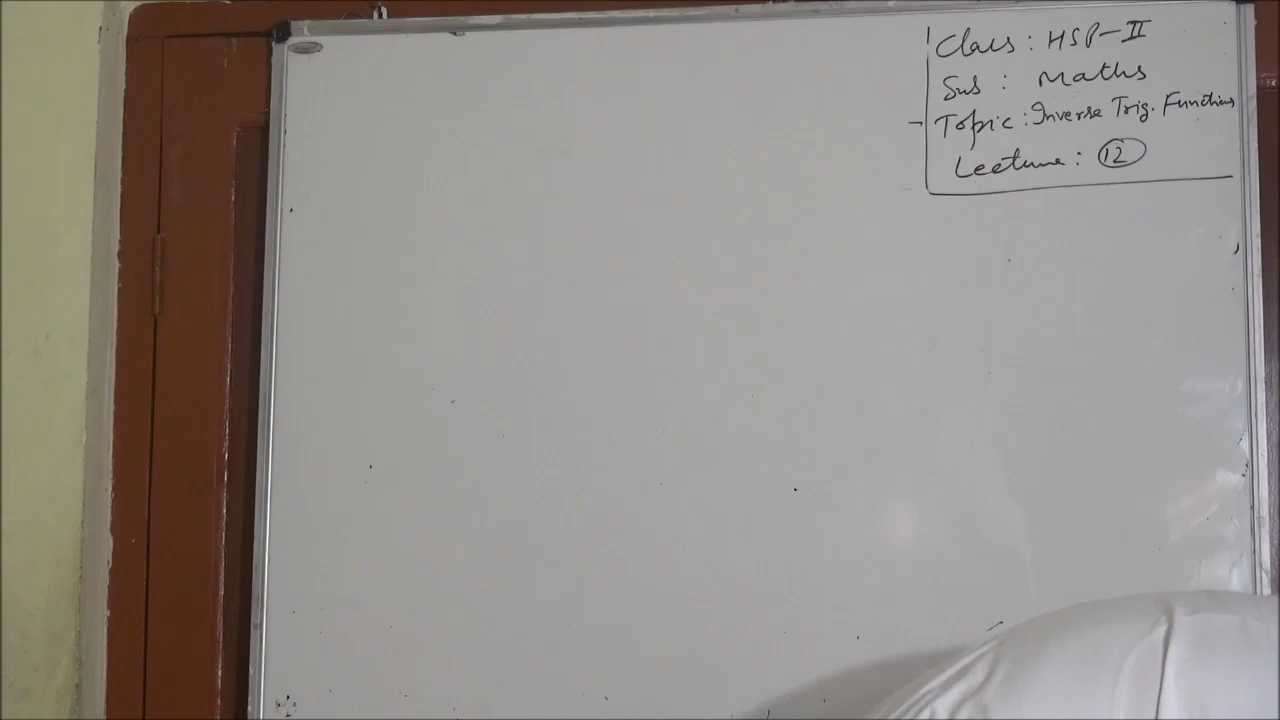 Class : HSP-II
Sub : Maths
Topic : Inverse Trig. Functions
Lecture : 12